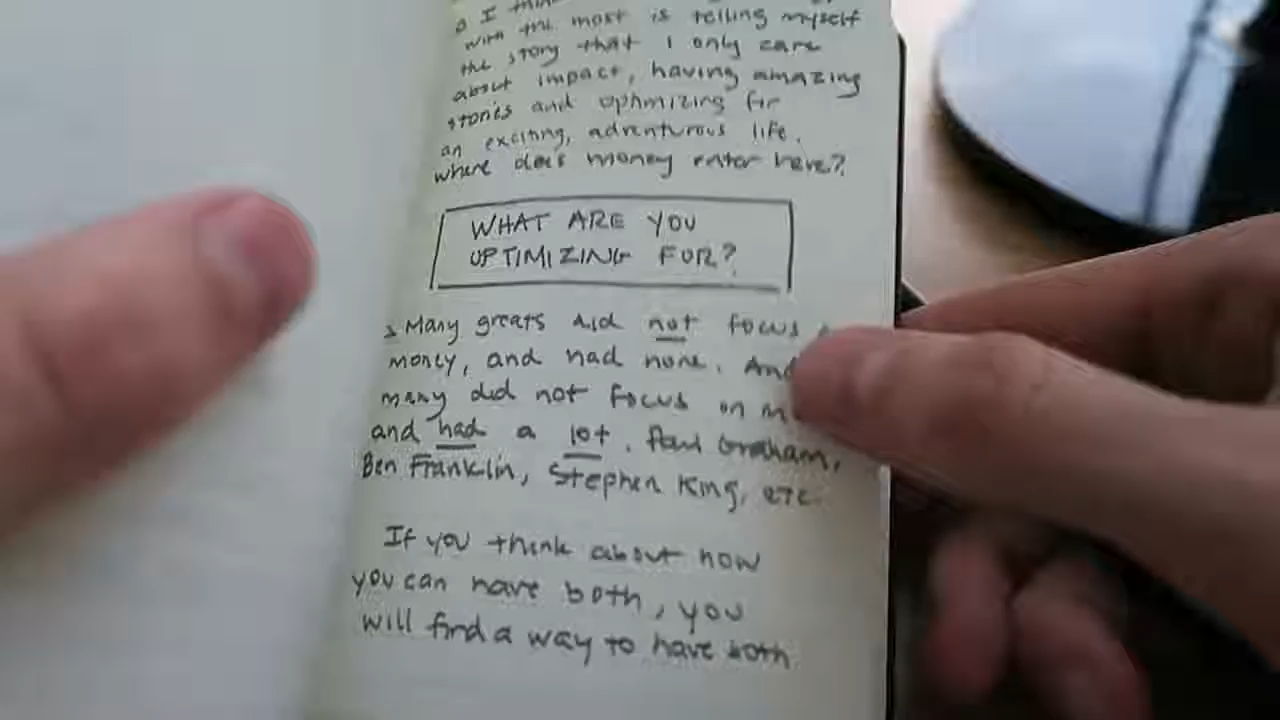 I
with the most is telling myself
the story that I only care
about impact, having amazing
stories and optimizing for
an exciting, adventurous life.
where does money enter here?
WHAT ARE YOU
OPTIMIZING FOR?
Many greats did not focus
money, and had none. And
many did not focus on
and had a lot. Paul Graham,
Ben Franklin, Stephen King, etc.
If you think about how
you can have both, you
will find a way to have both